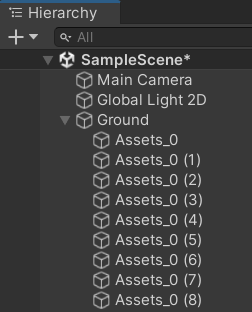 Hierarchy
All
SampleScene*
Main Camera
Global Light 2D
Ground
Assets_0
Assets_0 (1)
Assets_0 (2)
Assets_0 (3)
Assets_0 (4)
Assets_0 (5)
Assets_0 (6)
Assets_0 (7)
Assets_0 (8)